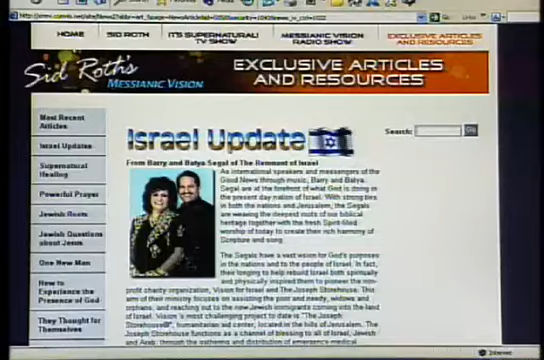 HOME
SID ROTH
IT'S SUPERNATURAL!
TV SHOW
MESSIANIC VISION
RADIO SHOW
EXCLUSIVE ARTICLES
AND RESOURCES
Sid Roth's
MESSIANIC VISION
EXCLUSIVE ARTICLES
AND RESOURCES
Most Recent
Articles
Israel Updates
Supernatural
Healing
Powerful Prayer
Jewish Roots
Jewish Questions
about Jesus
One New Man
How to
Experience the
Presence of God
They Thought for
Themselves
Israel Update
Search:
Go
From Barry and Batya Segal of The Remnant of Israel
As international speakers and messengers of the
Good News through music, Barry and Batya
Segal are at the forefront of what God is doing in
the present day nation of Israel. With strong ties
in both the nations and Jerusalem, the Segals
are weaving the deepest roots of our biblical
heritage together with the fresh Spirit-filled
worship of today to create their rich harmony of
Scripture and song.
The Segals have a vast vision for God's purposes
in the nations and to the people of Israel. In fact,
their longing to help rebuild Israel both spiritually
and physically inspired them to pioneer the non-
profit charity organization, Vision for Israel and The Joseph Storehouse. This
arm of their ministry focuses on assisting the poor and needy, widows and
orphans, and reaching out to the new Jewish immigrants coming into the land
of Israel. Vision's most challenging project to date is "The Joseph
Storehouse®", humanitarian aid center, located in the hills of Jerusalem. The
Joseph Storehouse functions as a channel of blessing to all of Israel, Jewish
and Arab, through the gathering and distribution of emergency medical
Internet